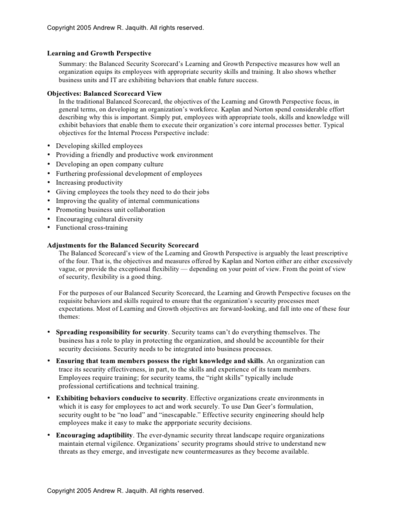 Copyright 2005 Andrew R. Jaquith. All rights reserved.
Learning and Growth Perspective
Summary: the Balanced Security Scorecard's Learning and Growth Perspective measures how well an
organization equips its employees with appropriate security skills and training. It also shows whether
business units and IT are exhibiting behaviors that enable future success.
Objectives: Balanced Scorecard View
In the traditional Balanced Scorecard, the objectives of the Learning and Growth Perspective focus, in
general terms, on developing an organization's workforce. Kaplan and Norton spend considerable effort
describing why this is important. Simply put, employees with appropriate tools, skills and knowledge will
exhibit behaviors that enable them to execute their organization's core internal processes better. Typical
objectives for the Internal Process Perspective include:
• Developing skilled employees
• Providing a friendly and productive work environment
• Developing an open company culture
• Furthering professional development of employees
• Increasing productivity
• Giving employees the tools they need to do their jobs
• Improving the quality of internal communications
• Promoting business unit collaboration
• Encouraging cultural diversity
• Functional cross-training
Adjustments for the Balanced Security Scorecard
The Balanced Scorecard's view of the Learning and Growth Perspective is arguably the least prescriptive
of the four. That is, the objectives and measures offered by Kaplan and Norton either are either excessively
vague, or provide the exceptional flexibility — depending on your point of view. From the point of view
of security, flexibility is a good thing.
For the purposes of our Balanced Security Scorecard, the Learning and Growth Perspective focuses on the
requisite behaviors and skills required to ensure that the organization's security processes meet
expectations. Most of Learning and Growth objectives are forward-looking, and fall into one of these four
themes:
• Spreading responsibility for security. Security teams can't do everything themselves. The
business has a role to play in protecting the organization, and should be accountable for their
security decisions. Security needs to be integrated into business processes.
• Ensuring that team members possess the right knowledge and skills. An organization can
trace its security effectiveness, in part, to the skills and experience of its team members.
Employees require training; for security teams, the "right skills" typically include
professional certifications and technical training.
• Exhibiting behaviors conducive to security. Effective organizations create environments in
which it is easy for employees to act and work securely. To use Dan Geer's formulation,
security ought to be "no load" and "inescapable." Effective security engineering should help
employees make it easy to make the apprporiate security decisions.
• Encouraging adaptibility. The ever-dynamic security threat landscape require organizations
maintain eternal vigilence. Organizations' security programs should strive to understand new
threats as they emerge, and investigate new countermeasures as they become available.
Copyright 2005 Andrew R. Jaquith. All rights reserved.